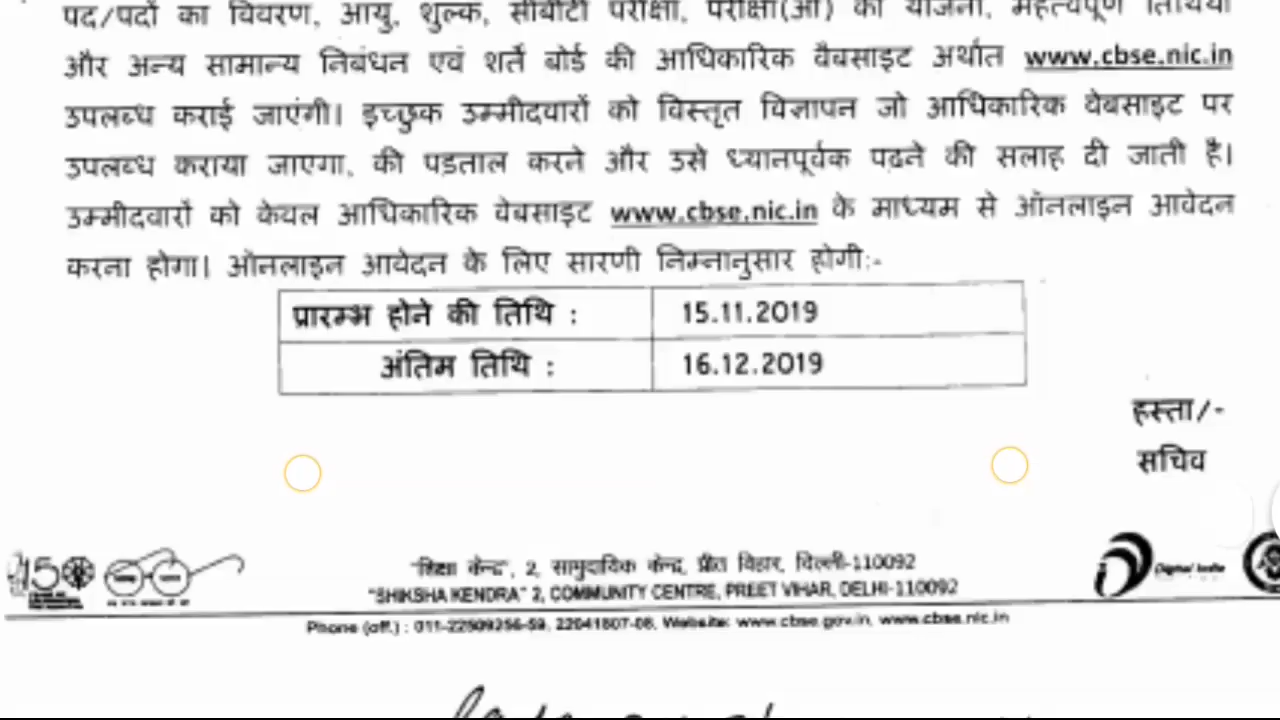 पद/पदों का विवरण, आयु, शुल्क, सीबीटी परीक्षा, परीक्षा(ओं) की योजना, महत्वपूर्ण तिथियां
और अन्य सामान्य निबंधन एवं शर्तें बोर्ड की आधिकारिक वैबसाइट अर्थात www.cbse.nic.in
उपलब्ध कराई जाएंगी। इच्छुक उम्मीदवारों को विस्तृत विज्ञापन जो आधिकारिक वेबसाइट पर
उपलब्ध कराया जाएगा, की पड़ताल करने और उसे ध्यानपूर्वक पढ़ने की सलाह दी जाती है।
उम्मीदवारों को केवल आधिकारिक वेबसाइट www.cbse.nic.in के माध्यम से ऑनलाइन आवेदन
करना होगा। ऑनलाइन आवेदन के लिए सारणी निम्नानुसार होगी:-
प्रारम्भ होने की तिथि : 15.11.2019
अंतिम तिथि : 16.12.2019
हस्ता/-
सचिव
150
"शिक्षा केन्द्र", 2, सामुदायिक केन्द्र, प्रीत विहार, दिल्ली-110092
"SHIKSHA KENDRA" 2, COMMUNITY CENTRE, PREET VIHAR, DELHI-110092
Digital India
Phone (off.) : 011-22509256-59, 22041807-08, Website: www.cbse.gov.in, www.cbse.nic.in